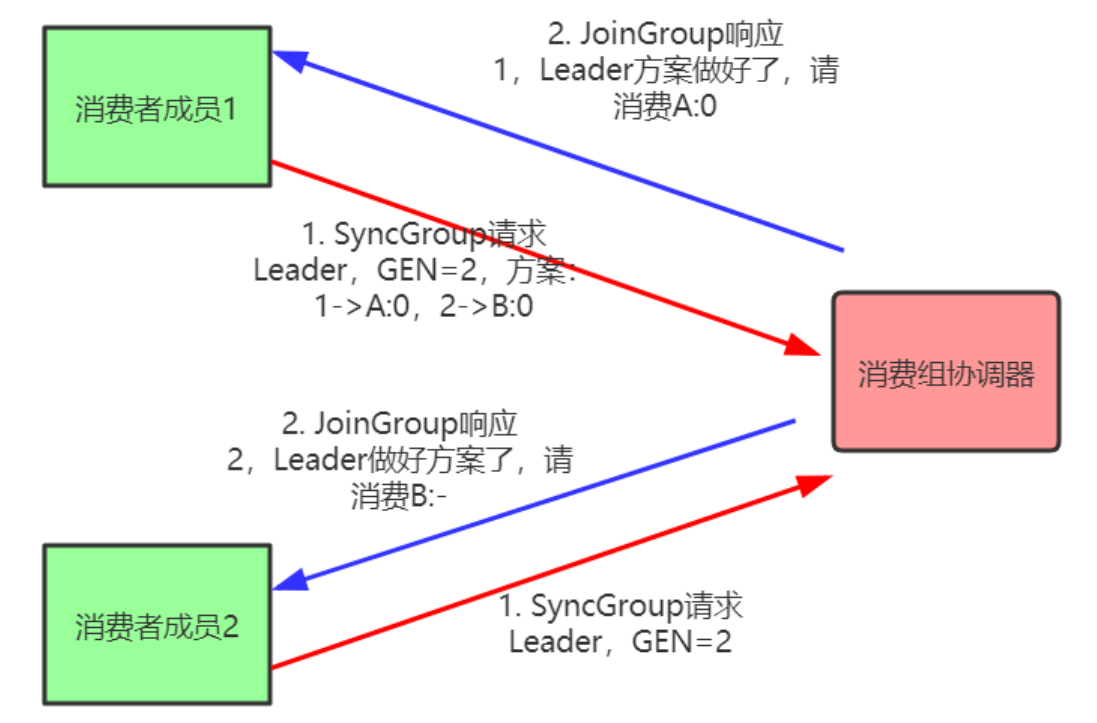 2. JoinGroup响应
1，Leader方案做好了，请
消费A:0
消费者成员1
1. SyncGroup请求
Leader，GEN=2，方案：
1->A:0，2->B:0
消费组协调器
2. JoinGroup响应
2，Leader做好方案了，请
消费B:-
消费者成员2
1. SyncGroup请求
Leader，GEN=2